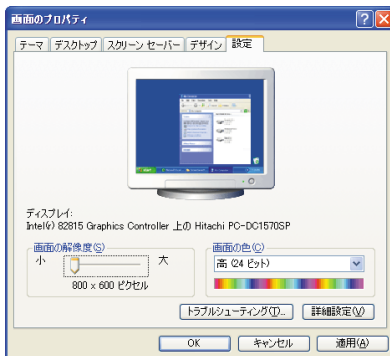 画面のプロパティ
テーマ デスクトップ スクリーン セーバー デザイン 設定
ディスプレイ:
Intel(r) 82815 Graphics Controller 上の Hitachi PC-DC1570SP
画面の解像度(S)
小 大
800 x 600 ピクセル
画面の色(C)
高 (24 ビット)
トラブルシューティング(T)... 詳細設定(V)
OK キャンセル 適用(A)